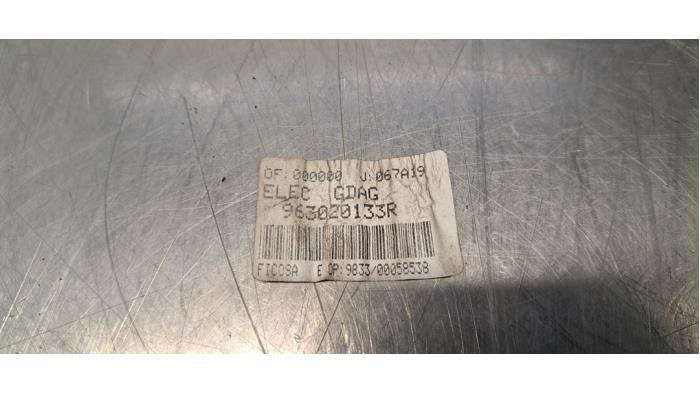 OF:000000 J:067A19
ELEC GDAG
963020133R
FICOSA E OP:9833/00058538